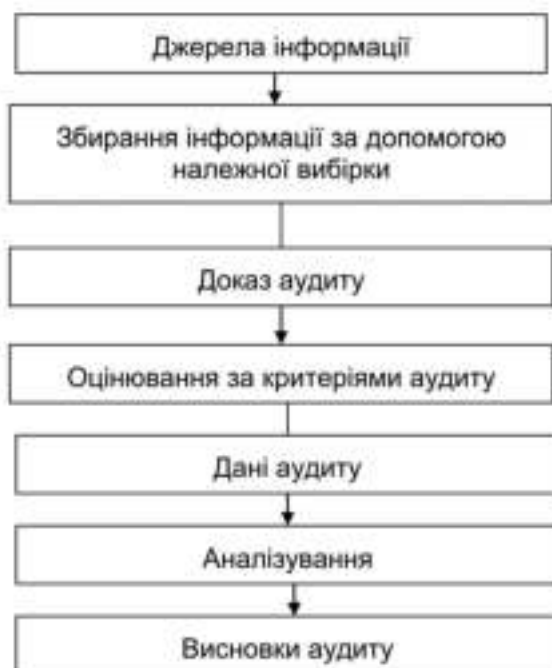 Джерела інформації
Збирання інформації за допомогою
належної вибірки
Доказ аудиту
Оцінювання за критеріями аудиту
Дані аудиту
Аналізування
Висновки аудиту